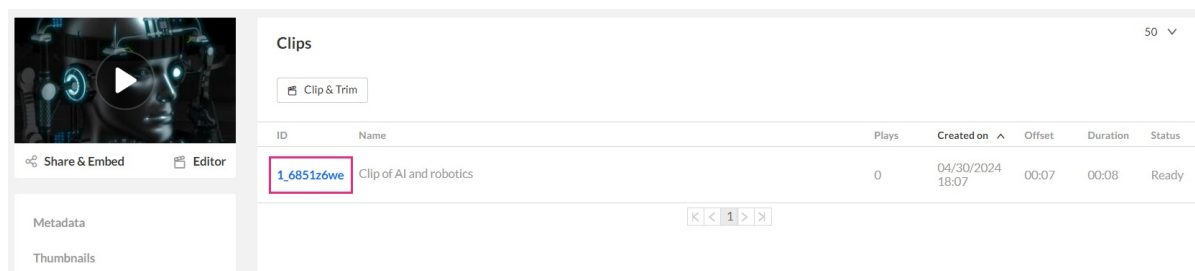 Share & Embed
Editor
Metadata
Thumbnails
Clips
50
Clip & Trim
ID Name Plays Created on Offset Duration Status
1_6851z6we Clip of AI and robotics 0 04/30/2024 00:07 00:08 Ready
18:07
1